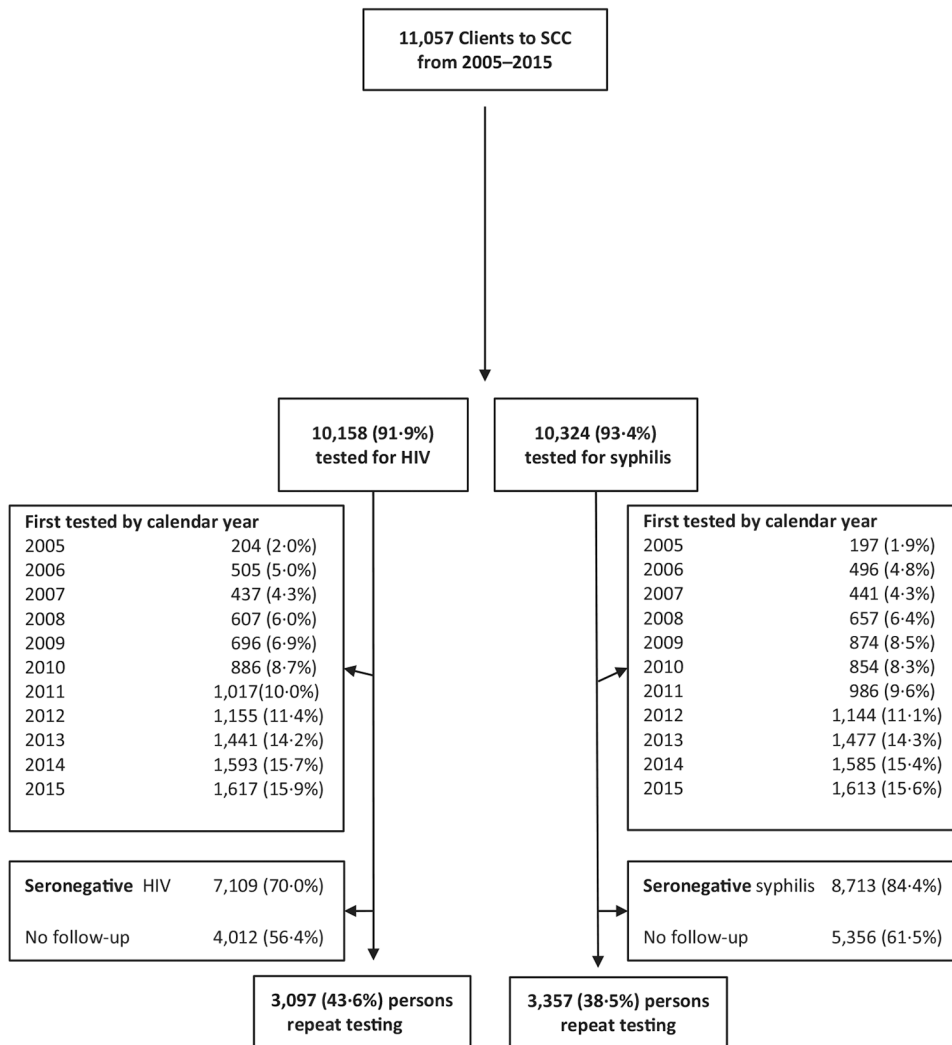 11,057 Clients to SCC
from 2005–2015
10,158 (91·9%)
tested for HIV
10,324 (93·4%)
tested for syphilis
First tested by calendar year
2005 204 (2·0%)
2006 505 (5·0%)
2007 437 (4·3%)
2008 607 (6·0%)
2009 696 (6·9%)
2010 886 (8·7%)
2011 1,017(10·0%)
2012 1,155 (11·4%)
2013 1,441 (14·2%)
2014 1,593 (15·7%)
2015 1,617 (15·9%)
First tested by calendar year
2005 197 (1·9%)
2006 496 (4·8%)
2007 441 (4·3%)
2008 657 (6·4%)
2009 874 (8·5%)
2010 854 (8·3%)
2011 986 (9·6%)
2012 1,144 (11·1%)
2013 1,477 (14·3%)
2014 1,585 (15·4%)
2015 1,613 (15·6%)
Seronegative HIV 7,109 (70·0%)
No follow-up 4,012 (56·4%)
Seronegative syphilis 8,713 (84·4%)
No follow-up 5,356 (61·5%)
3,097 (43·6%) persons
repeat testing
3,357 (38·5%) persons
repeat testing